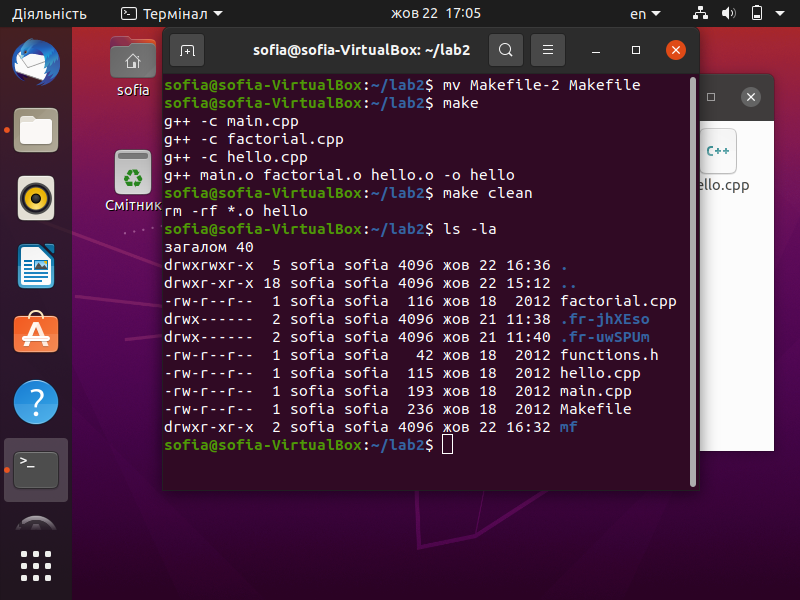 Діяльність
Термінал
жов 22 17:05
en
sofia
Смітник
sofia@sofia-VirtualBox: ~/lab2
sofia@sofia-VirtualBox:~/lab2$ mv Makefile-2 Makefile
sofia@sofia-VirtualBox:~/lab2$ make
g++ -c main.cpp
g++ -c factorial.cpp
g++ -c hello.cpp
g++ main.o factorial.o hello.o -o hello
sofia@sofia-VirtualBox:~/lab2$ make clean
rm -rf *.o hello
sofia@sofia-VirtualBox:~/lab2$ ls -la
загалом 40
drwxrwxr-x  5 sofia sofia 4096 жов 22 16:36 .
drwxr-xr-x 18 sofia sofia 4096 жов 22 15:12 ..
-rw-r--r--  1 sofia sofia  116 жов 18  2012 factorial.cpp
drwx------  2 sofia sofia 4096 жов 21 11:38 .fr-jhXEso
drwx------  2 sofia sofia 4096 жов 21 11:40 .fr-uwSPUm
-rw-r--r--  1 sofia sofia   42 жов 18  2012 functions.h
-rw-r--r--  1 sofia sofia  115 жов 18  2012 hello.cpp
-rw-r--r--  1 sofia sofia  193 жов 18  2012 main.cpp
-rw-r--r--  1 sofia sofia  236 жов 18  2012 Makefile
drwxr-xr-x  2 sofia sofia 4096 жов 22 16:32 mf
sofia@sofia-VirtualBox:~/lab2$
C++
ello.cpp